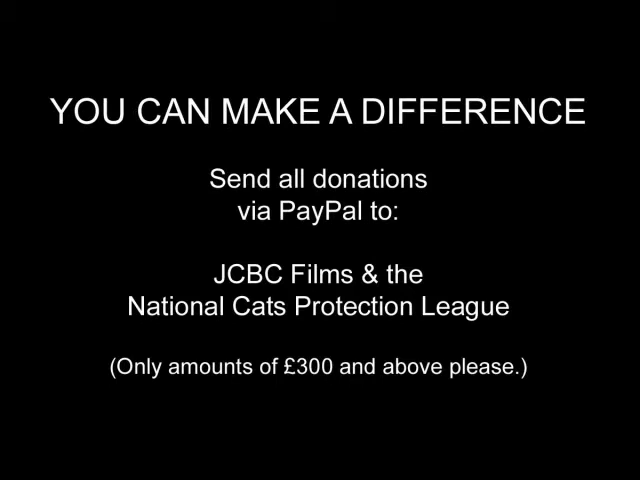 YOU CAN MAKE A DIFFERENCE
Send all donations
via PayPal to:
JCBC Films & the
National Cats Protection League
(Only amounts of £300 and above please.)